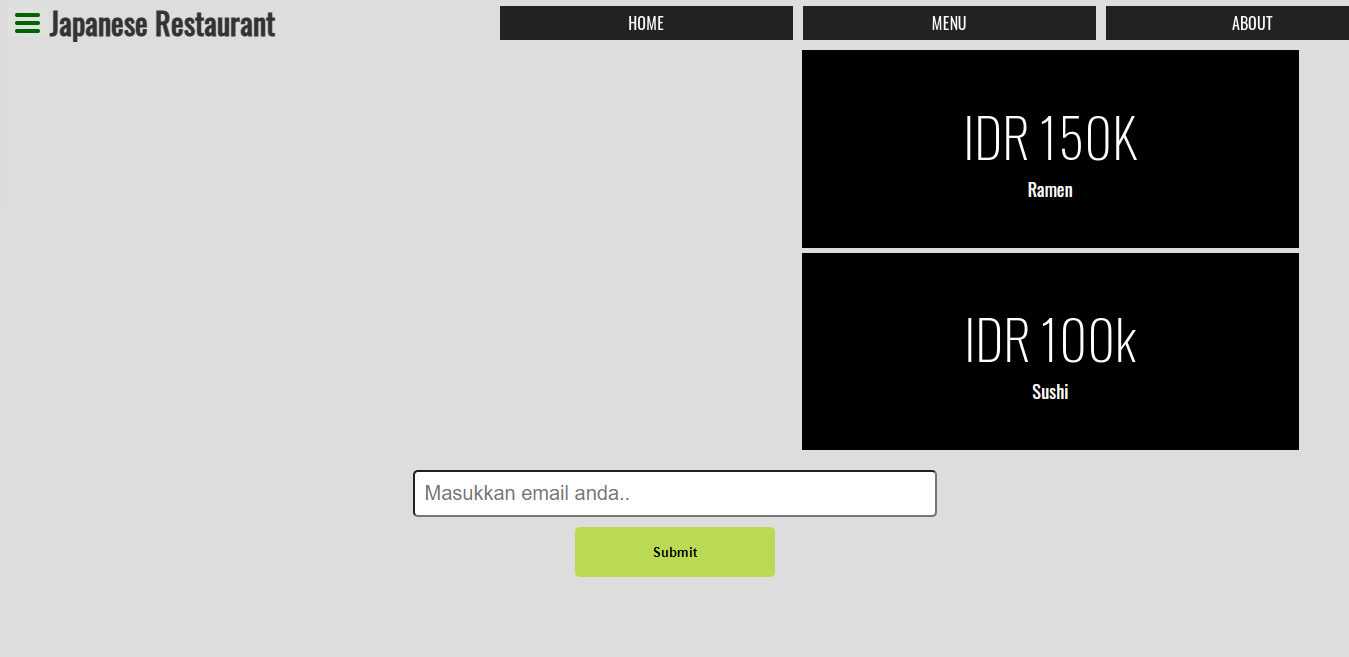 Japanese Restaurant
HOME
MENU
ABOUT
IDR 150K
Ramen
IDR 100k
Sushi
Masukkan email anda..
Submit